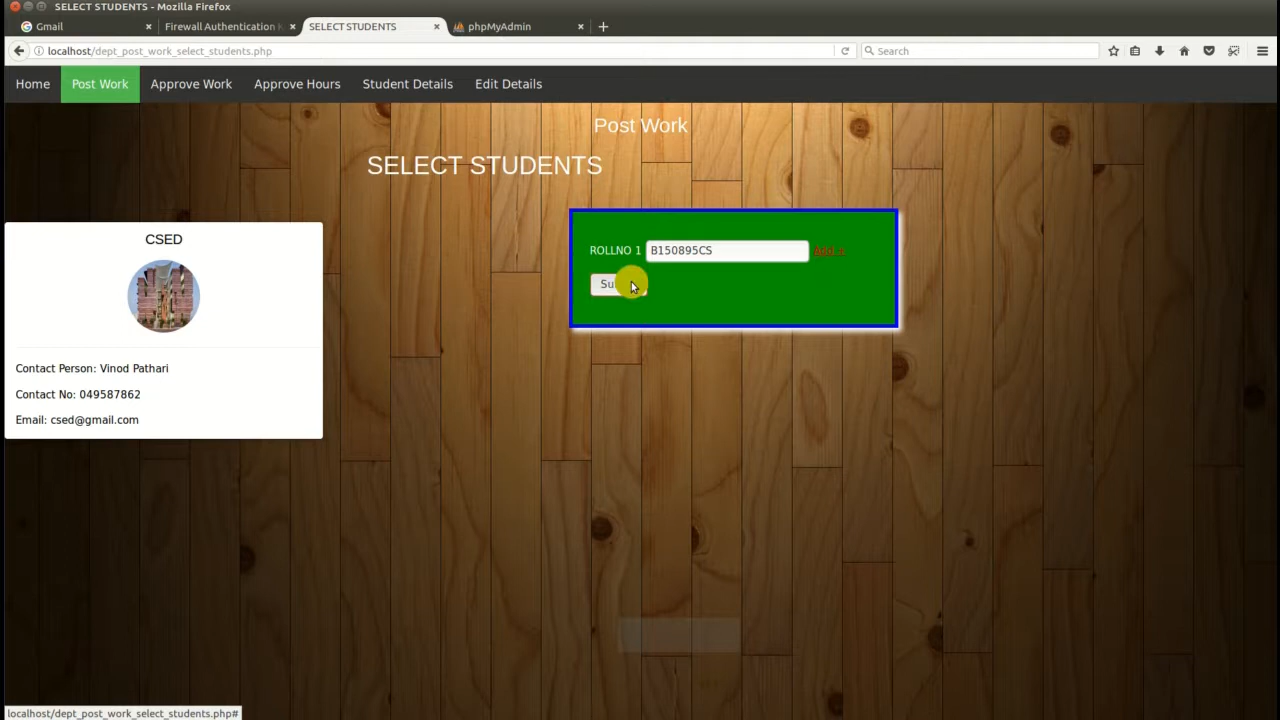 SELECT STUDENTS - Mozilla Firefox
Gmail
Firewall Authentication
SELECT STUDENTS
phpMyAdmin
localhost/dept_post_work_select_students.php
Search
Home
Post Work
Approve Work
Approve Hours
Student Details
Edit Details
Post Work
SELECT STUDENTS
CSED
Contact Person: Vinod Pathari
Contact No: 049587862
Email: csed@gmail.com
ROLLNO 1
B150895CS
localhost/dept_post_work_select_students.php#